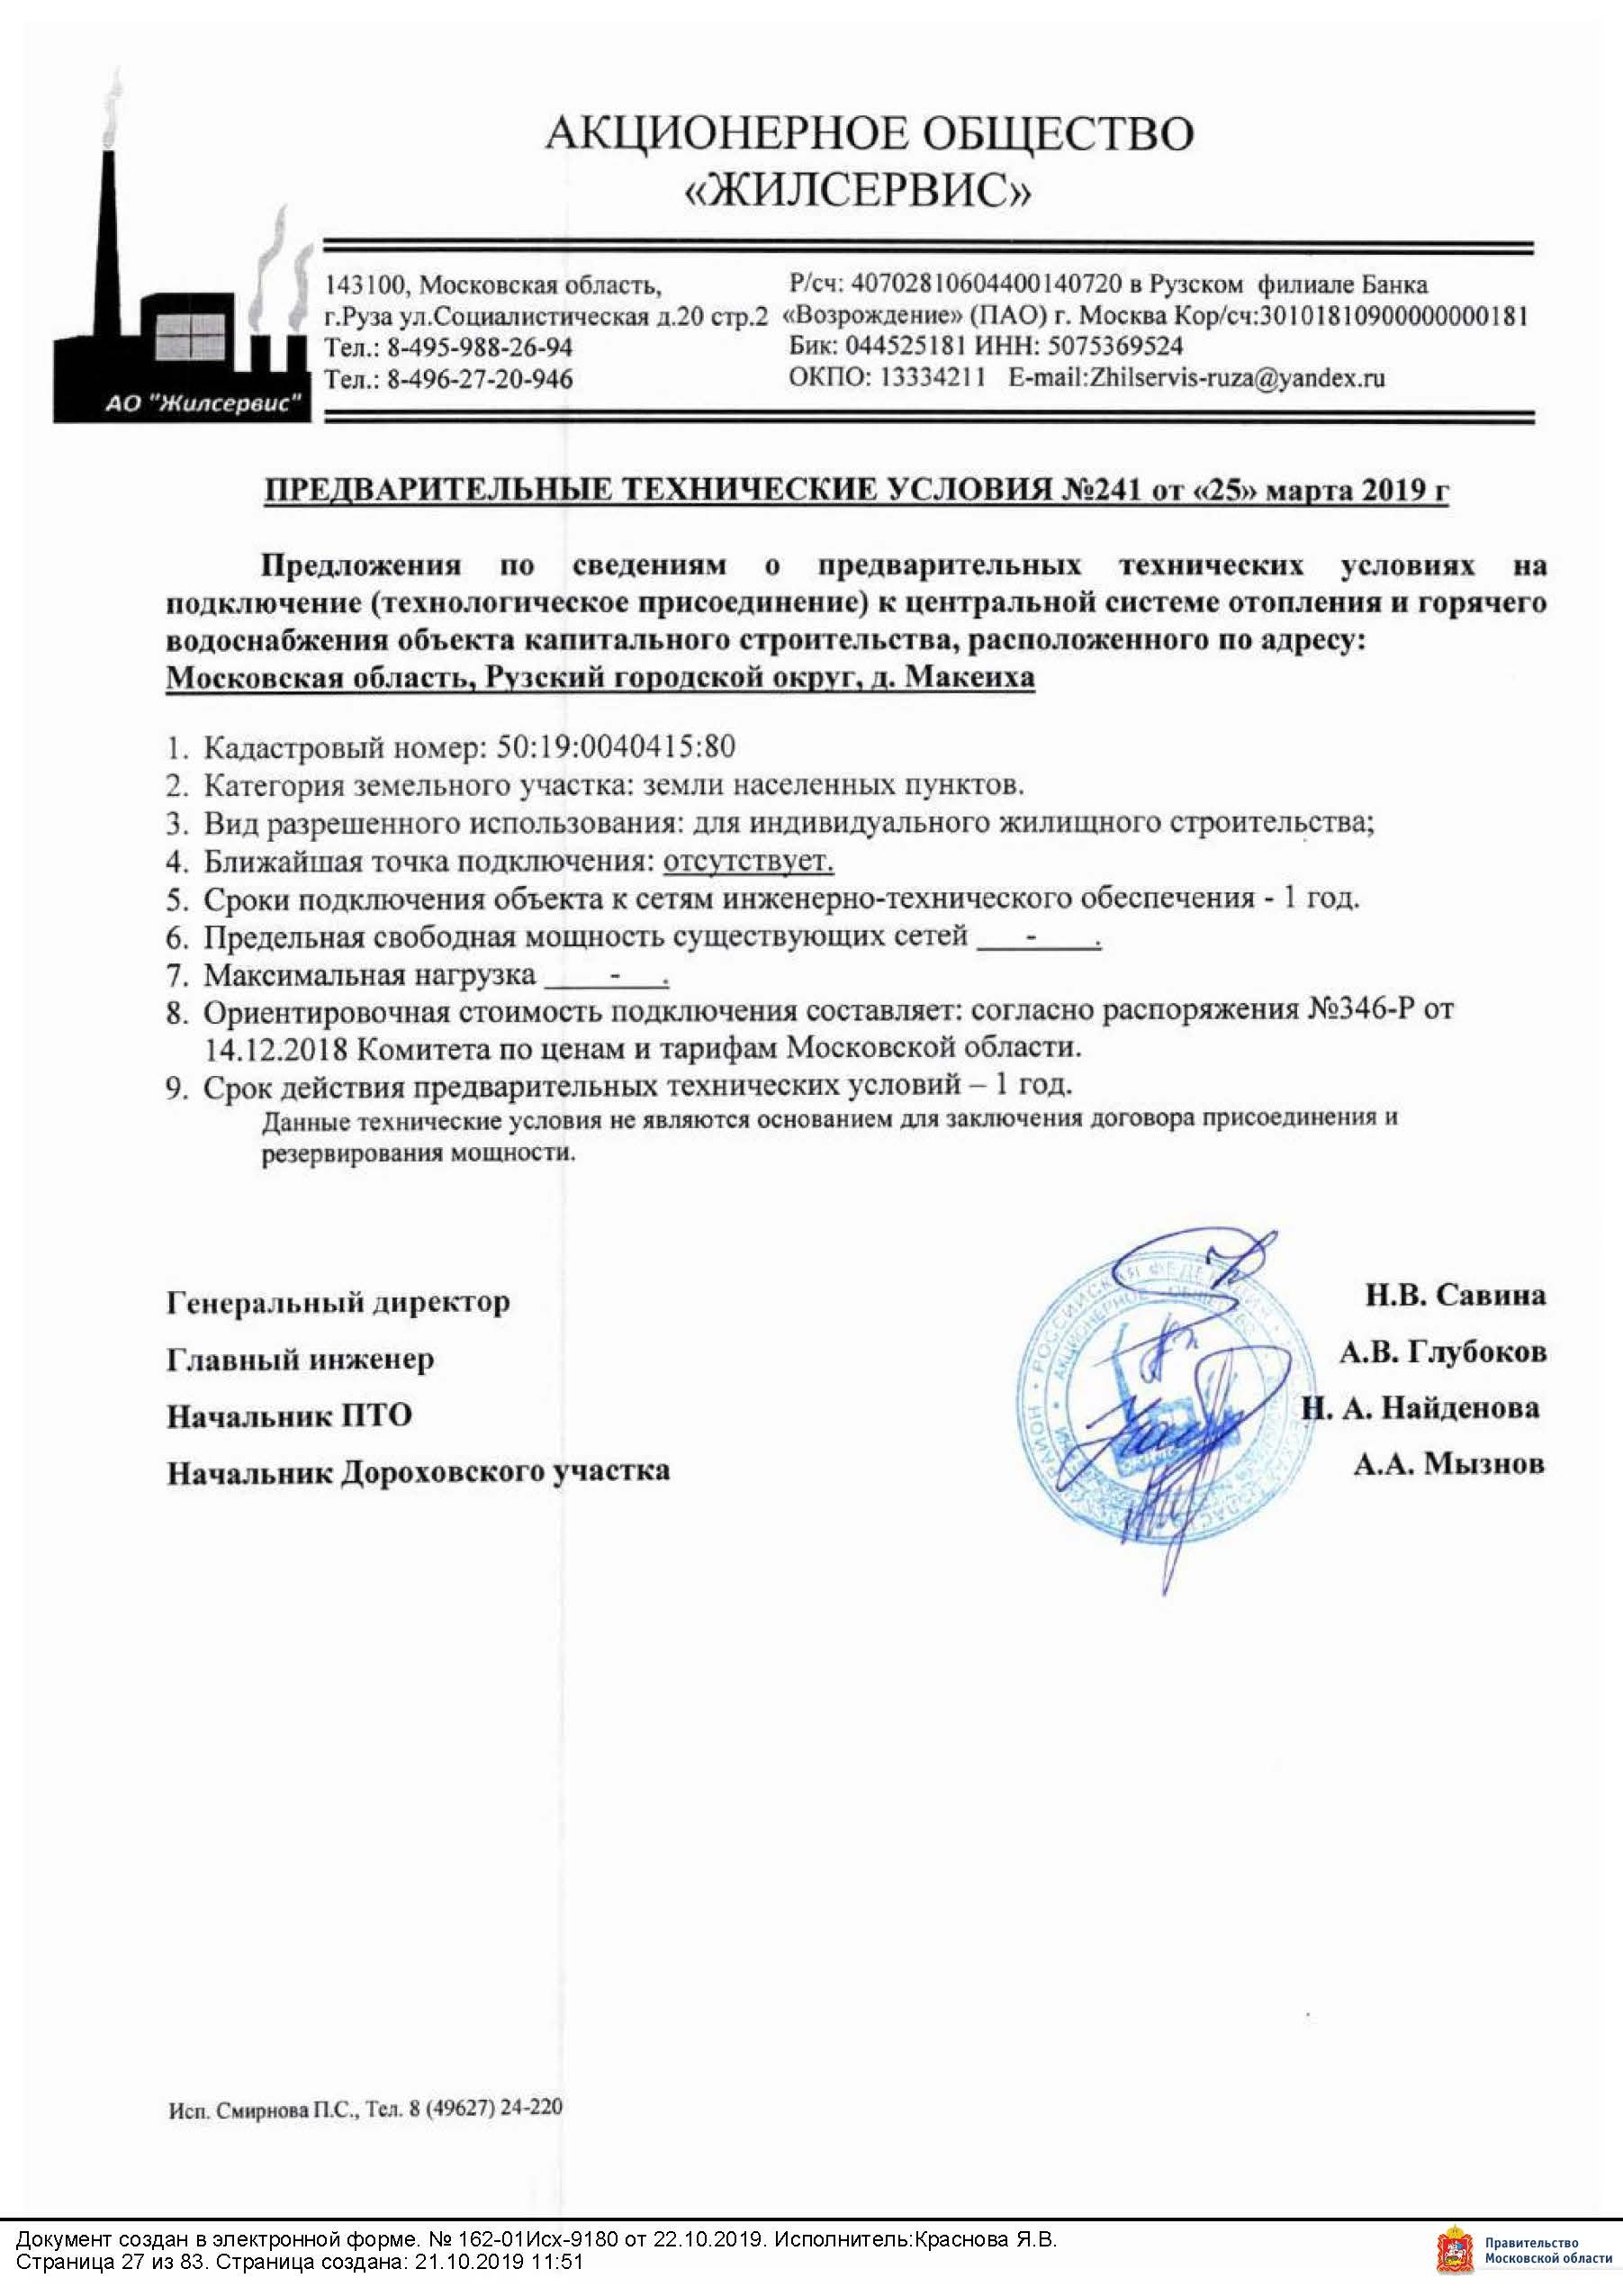 АКЦИОНЕРНОЕ ОБЩЕСТВО
«ЖИЛСЕРВИС»
АО "Жилсервис"
143100, Московская область,
г.Руза ул.Социалистическая д.20 стр.2
Тел.: 8-495-988-26-94
Тел.: 8-496-27-20-946
Р/сч: 40702810604400140720 в Рузском филиале Банка
«Возрождение» (ПАО) г. Москва Кор/сч:30101810900000000181
Бик: 044525181 ИНН: 5075369524
ОКПО: 13334211 E-mail:Zhilservis-ruza@yandex.ru
ПРЕДВАРИТЕЛЬНЫЕ ТЕХНИЧЕСКИЕ УСЛОВИЯ №241 от «25» марта 2019 г
Предложения по сведениям о предварительных технических условиях на
подключение (технологическое присоединение) к центральной системе отопления и горячего
водоснабжения объекта капитального строительства, расположенного по адресу:
Московская область, Рузский городской округ, д. Макеиха
1. Кадастровый номер: 50:19:0040415:80
2. Категория земельного участка: земли населенных пунктов.
3. Вид разрешенного использования: для индивидуального жилищного строительства;
4. Ближайшая точка подключения: отсутствует.
5. Сроки подключения объекта к сетям инженерно-технического обеспечения - 1 год.
6. Предельная свободная мощность существующих сетей ___-___.
7. Максимальная нагрузка ____-___.
8. Ориентировочная стоимость подключения составляет: согласно распоряжения №346-Р от
14.12.2018 Комитета по ценам и тарифам Московской области.
9. Срок действия предварительных технических условий – 1 год.
Данные технические условия не являются основанием для заключения договора присоединения и
резервирования мощности.
Генеральный директор Н.В. Савина
Главный инженер А.В. Глубоков
Начальник ПТО Н. А. Найденова
Начальник Дороховского участка А.А. Мызнов
РОССИЙСКАЯ ФЕДЕРАЦИЯ
АКЦИОНЕРНОЕ ОБЩЕСТВО
Исп. Смирнова П.С., Тел. 8 (49627) 24-220
Документ создан в электронной форме. № 162-01Исх-9180 от 22.10.2019. Исполнитель:Краснова Я.В.
Страница 27 из 83. Страница создана: 21.10.2019 11:51
Правительство
Московской области